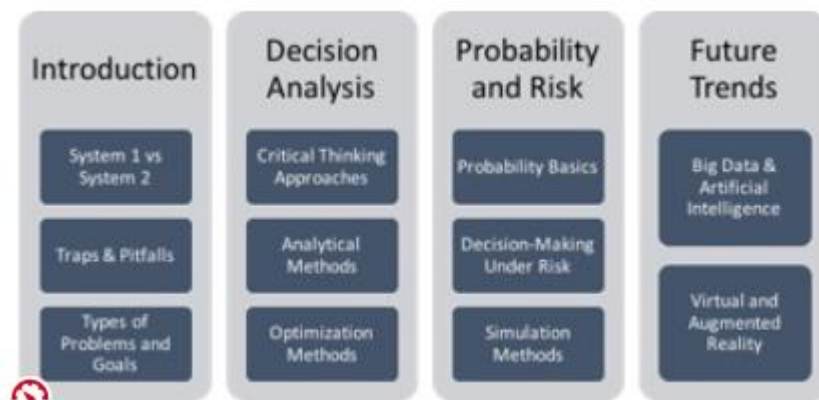 Introduction
System 1 vs
System 2
Traps & Pitfalls
Types of
Problems and
Goals
Decision
Analysis
Critical Thinking
Approaches
Analytical
Methods
Optimization
Methods
Probability
and Risk
Probability Basics
Decision-Making
Under Risk
Simulation
Methods
Future
Trends
Big Data &
Artificial
Intelligence
Virtual and
Augmented
Reality